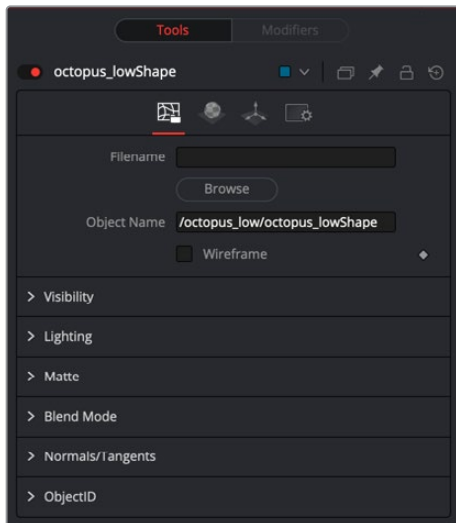 Tools Modifiers
octopus_lowShape
Filename
Browse
Object Name /octopus_low/octopus_lowShape
Wireframe
Visibility
Lighting
Matte
Blend Mode
Normals/Tangents
ObjectID